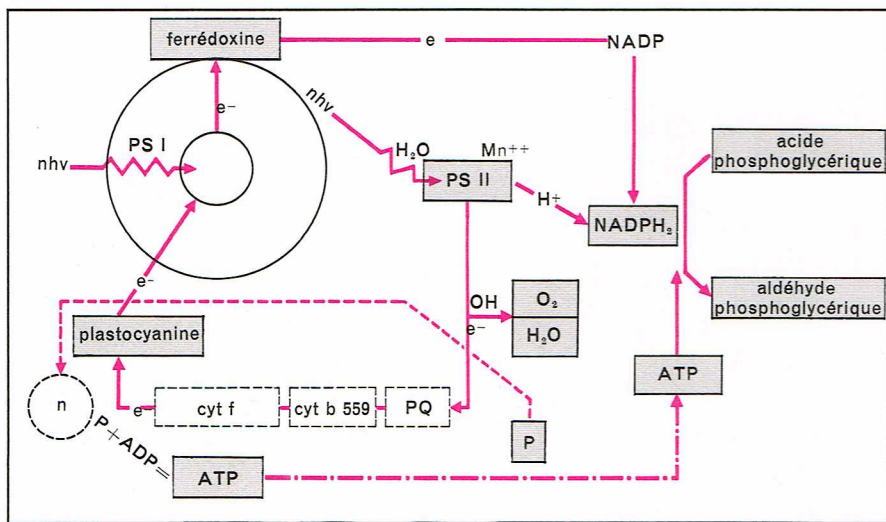 ferrédoxine
e
NADP
e⁻
nhν
PS I
nhν
H₂O
Mn⁺⁺
PS II
H⁺
NADPH₂
acide
phosphoglycérique
e⁻
OH
e⁻
O₂
H₂O
aldéhyde
phosphoglycérique
plastocyanine
ATP
n
e⁻
cyt f
cyt b 559
PQ
P
P+ADP=
ATP